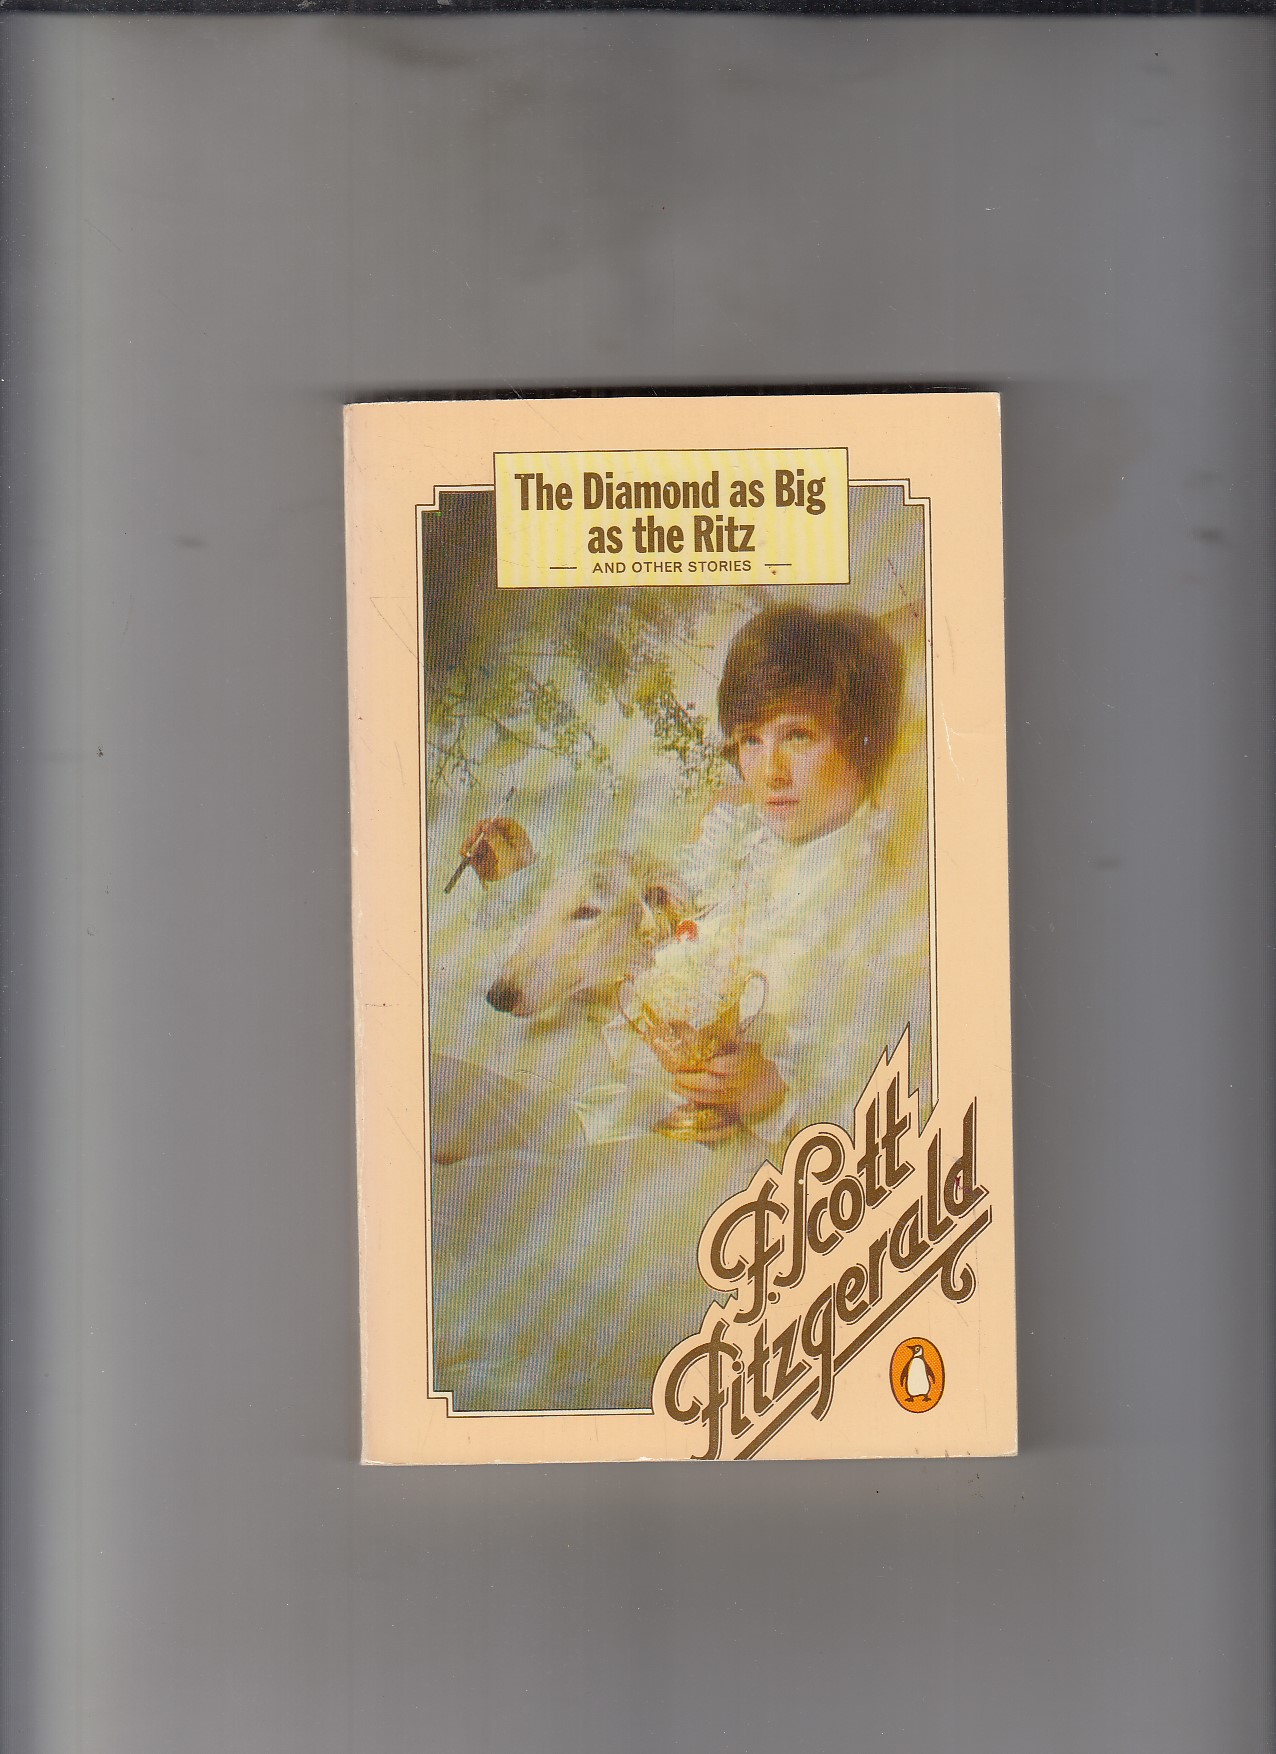 The Diamond as Big
as the Ritz
AND OTHER STORIES
F. Scott
Fitzgerald